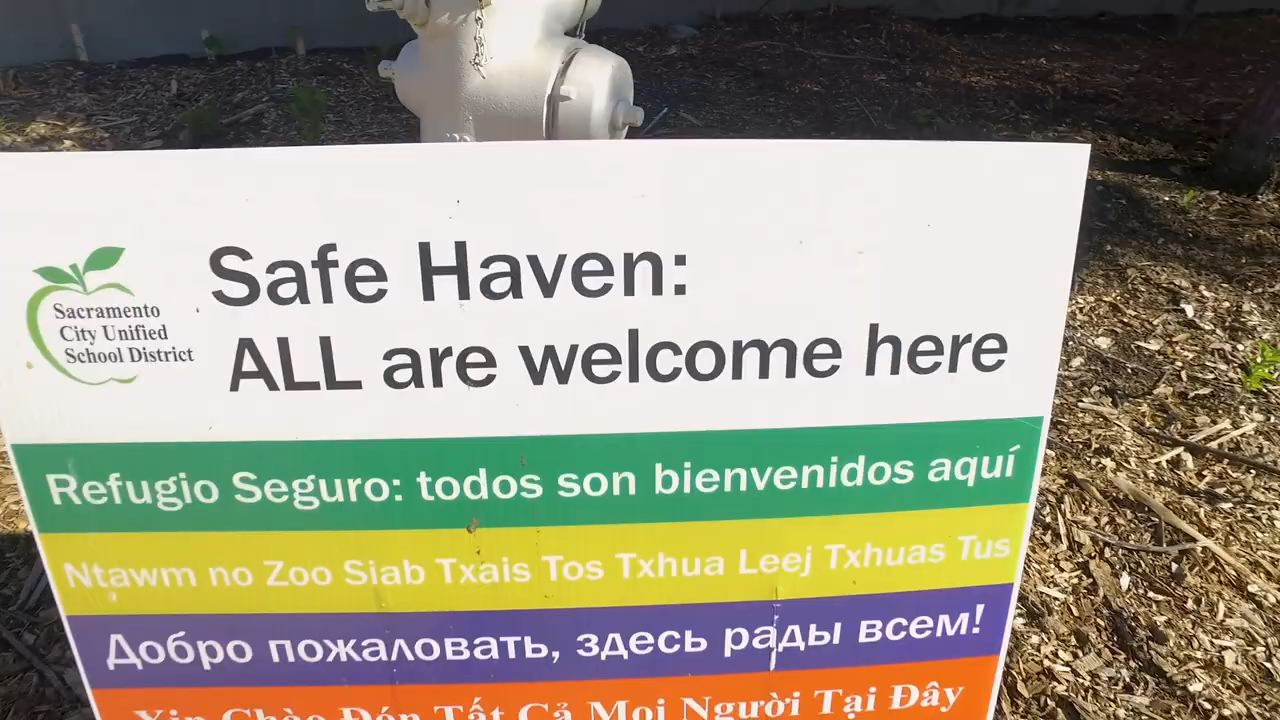 Sacramento
City Unified
School District
Safe Haven:
ALL are welcome here
Refugio Seguro: todos son bienvenidos aquí
Ntawm no Zoo Siab Txais Tos Txhua Leej Txhuas Tus
Добро пожаловать, здесь рады всем!
Xin Chào Đón Tất Cả Mọi Người Tại Đây